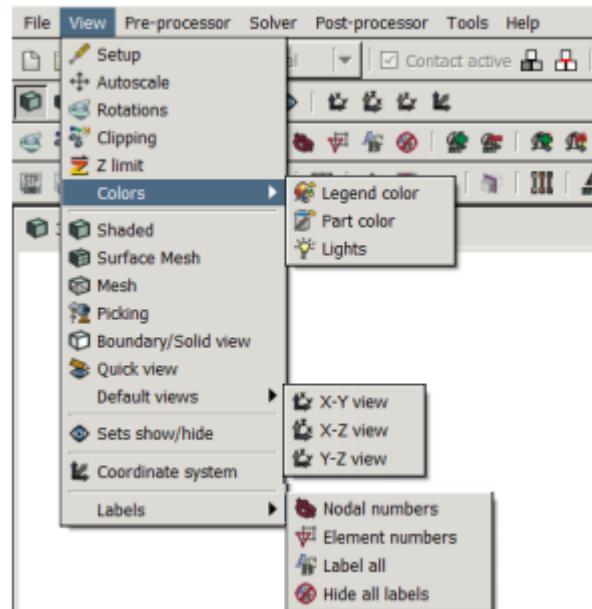 File View Pre-processor Solver Post-processor Tools Help
Setup
Contact active
Autoscale
Rotations
Clipping
Z limit
Colors
Legend color
Part color
Lights
Shaded
Surface Mesh
Mesh
Picking
Boundary/Solid view
Quick view
Default views
X-Y view
X-Z view
Y-Z view
Sets show/hide
Coordinate system
Labels
Nodal numbers
Element numbers
Label all
Hide all labels